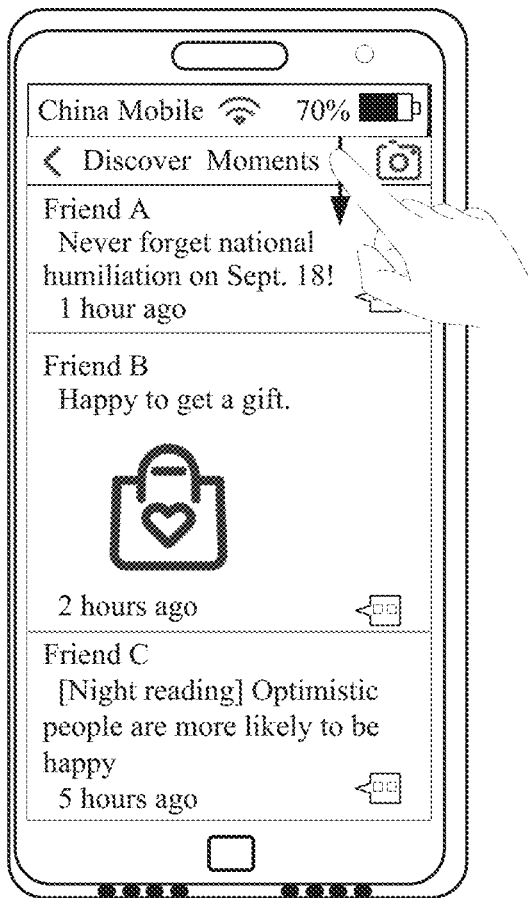 China Mobile 70%
Discover Moments
Friend A
Never forget national
humiliation on Sept. 18!
1 hour ago
Friend B
Happy to get a gift.
2 hours ago
Friend C
[Night reading] Optimistic
people are more likely to be
happy
5 hours ago